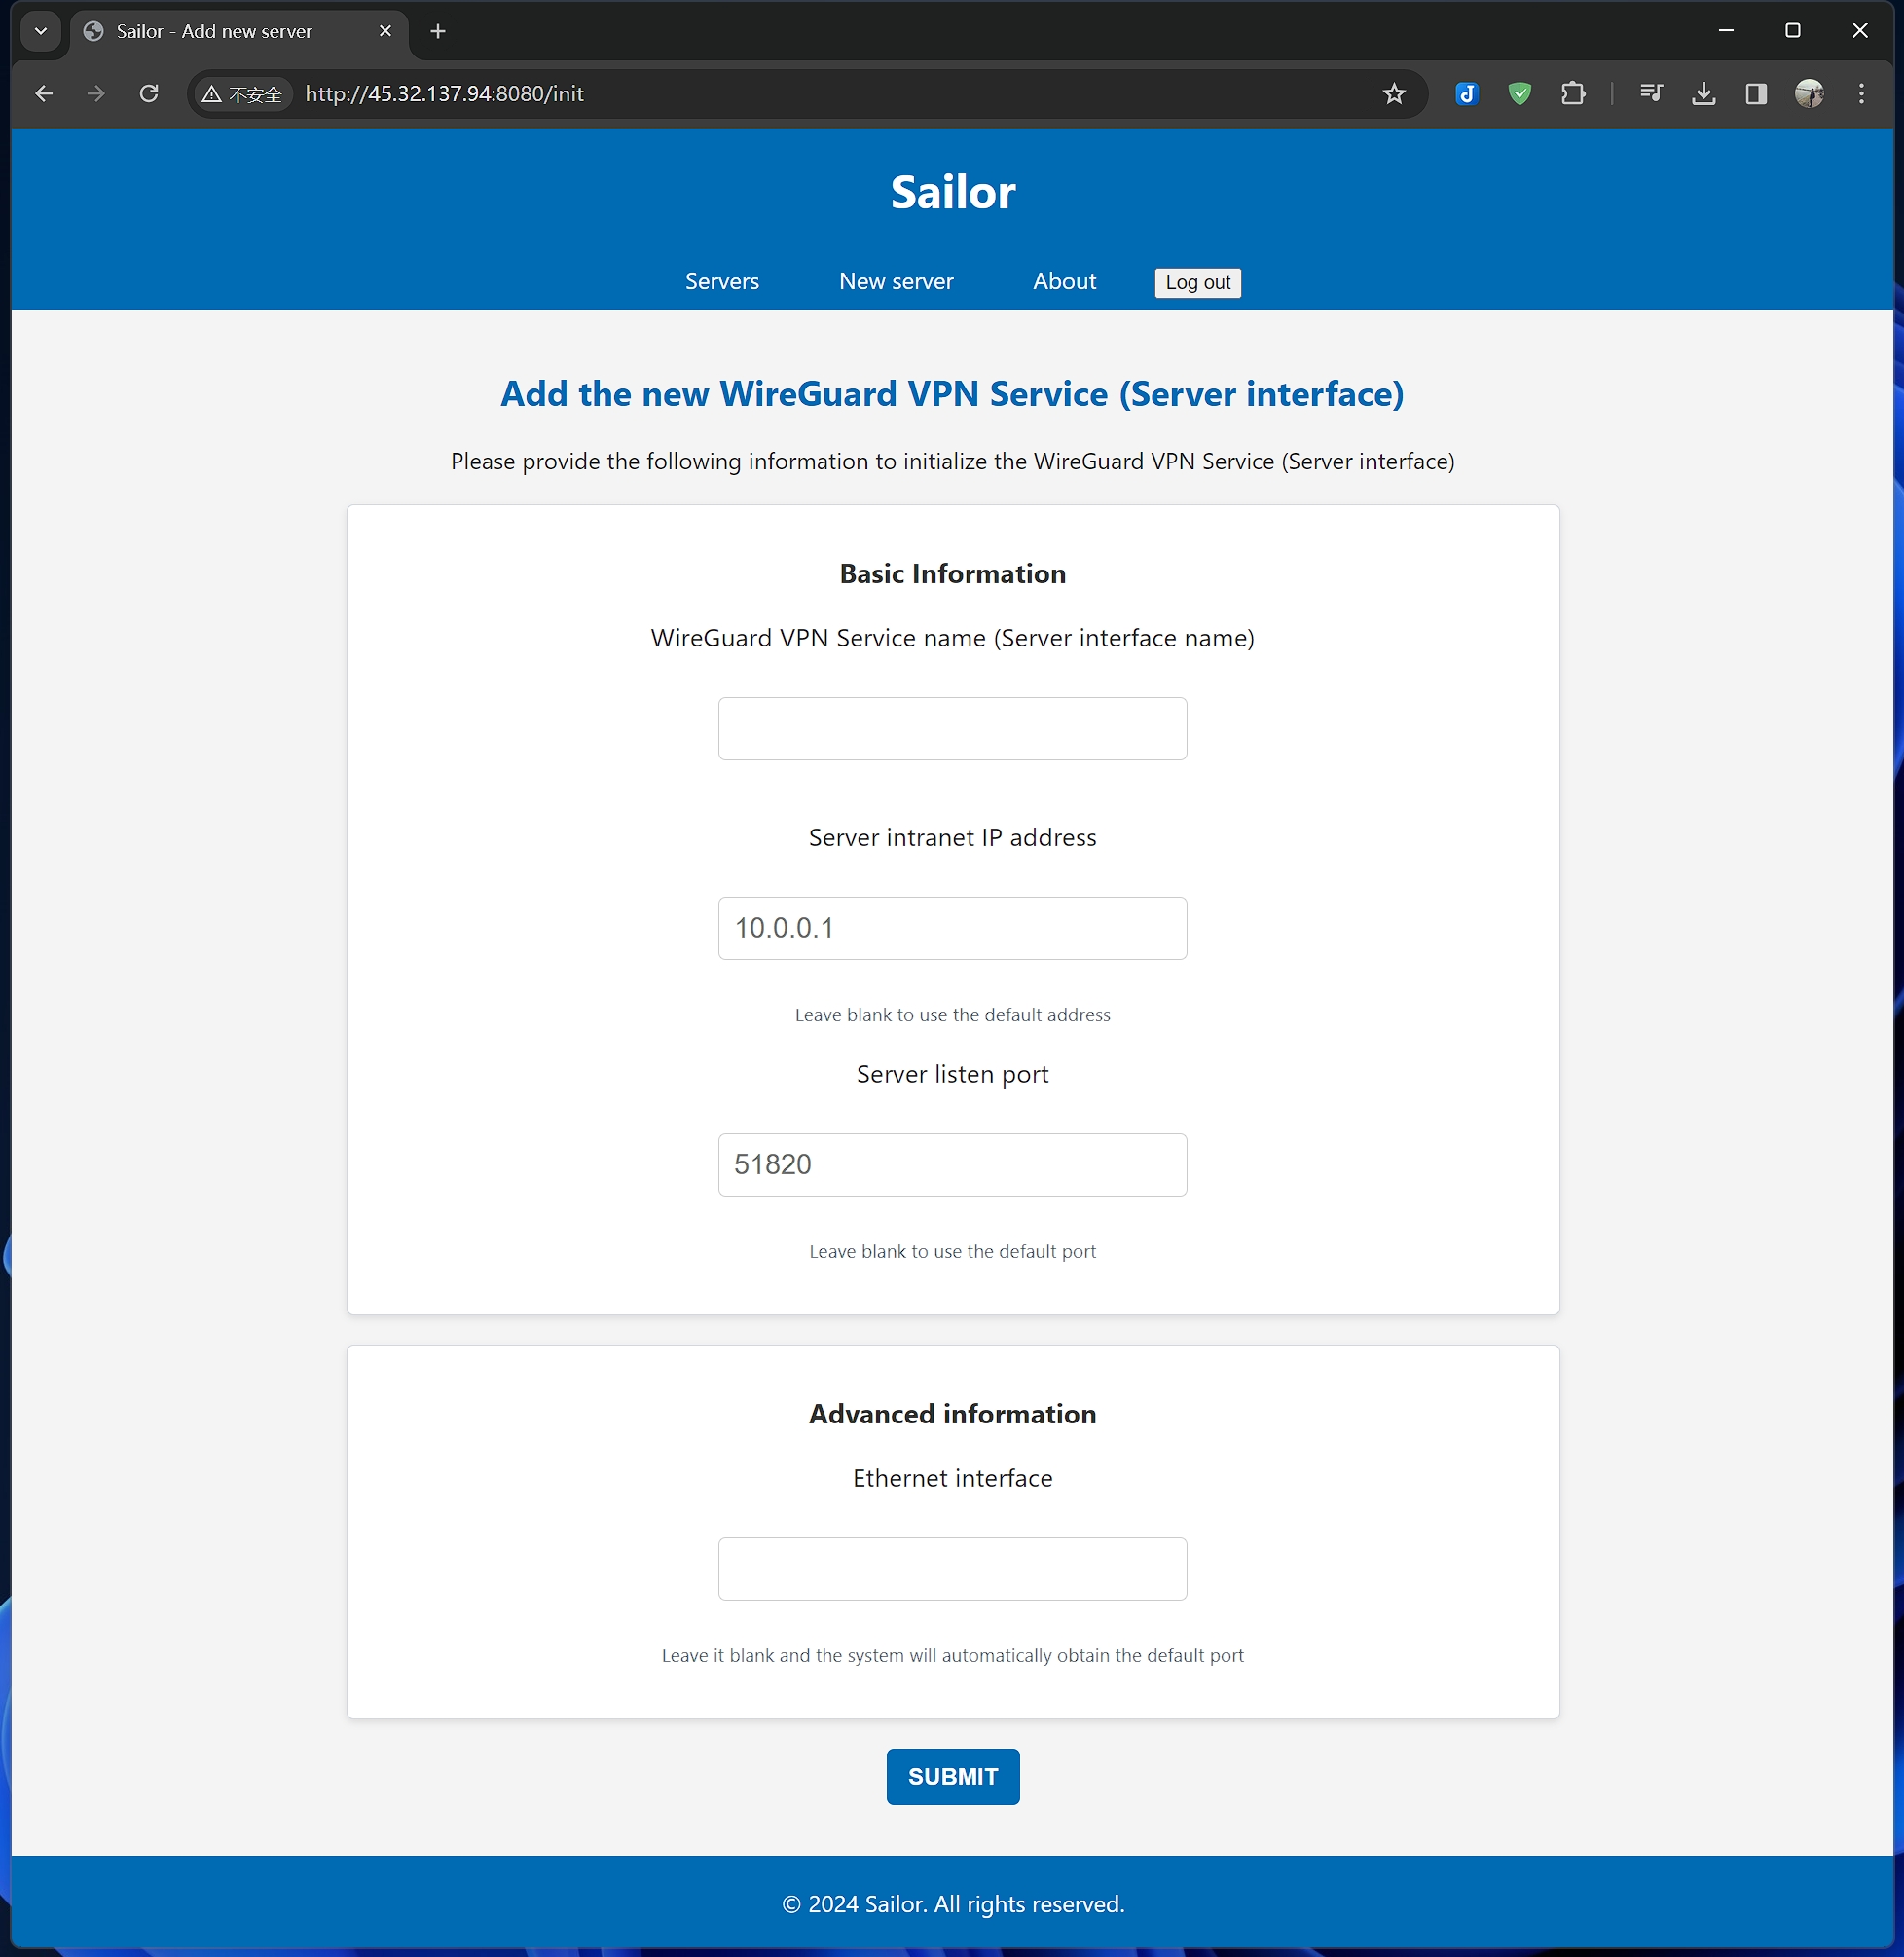 Sailor - Add new server
不安全
http://45.32.137.94:8080/init
Sailor
Servers
New server
About
Log out
Add the new WireGuard VPN Service (Server interface)
Please provide the following information to initialize the WireGuard VPN Service (Server interface)
Basic Information
WireGuard VPN Service name (Server interface name)
Server intranet IP address
10.0.0.1
Leave blank to use the default address
Server listen port
51820
Leave blank to use the default port
Advanced information
Ethernet interface
Leave it blank and the system will automatically obtain the default port
SUBMIT
© 2024 Sailor. All rights reserved.